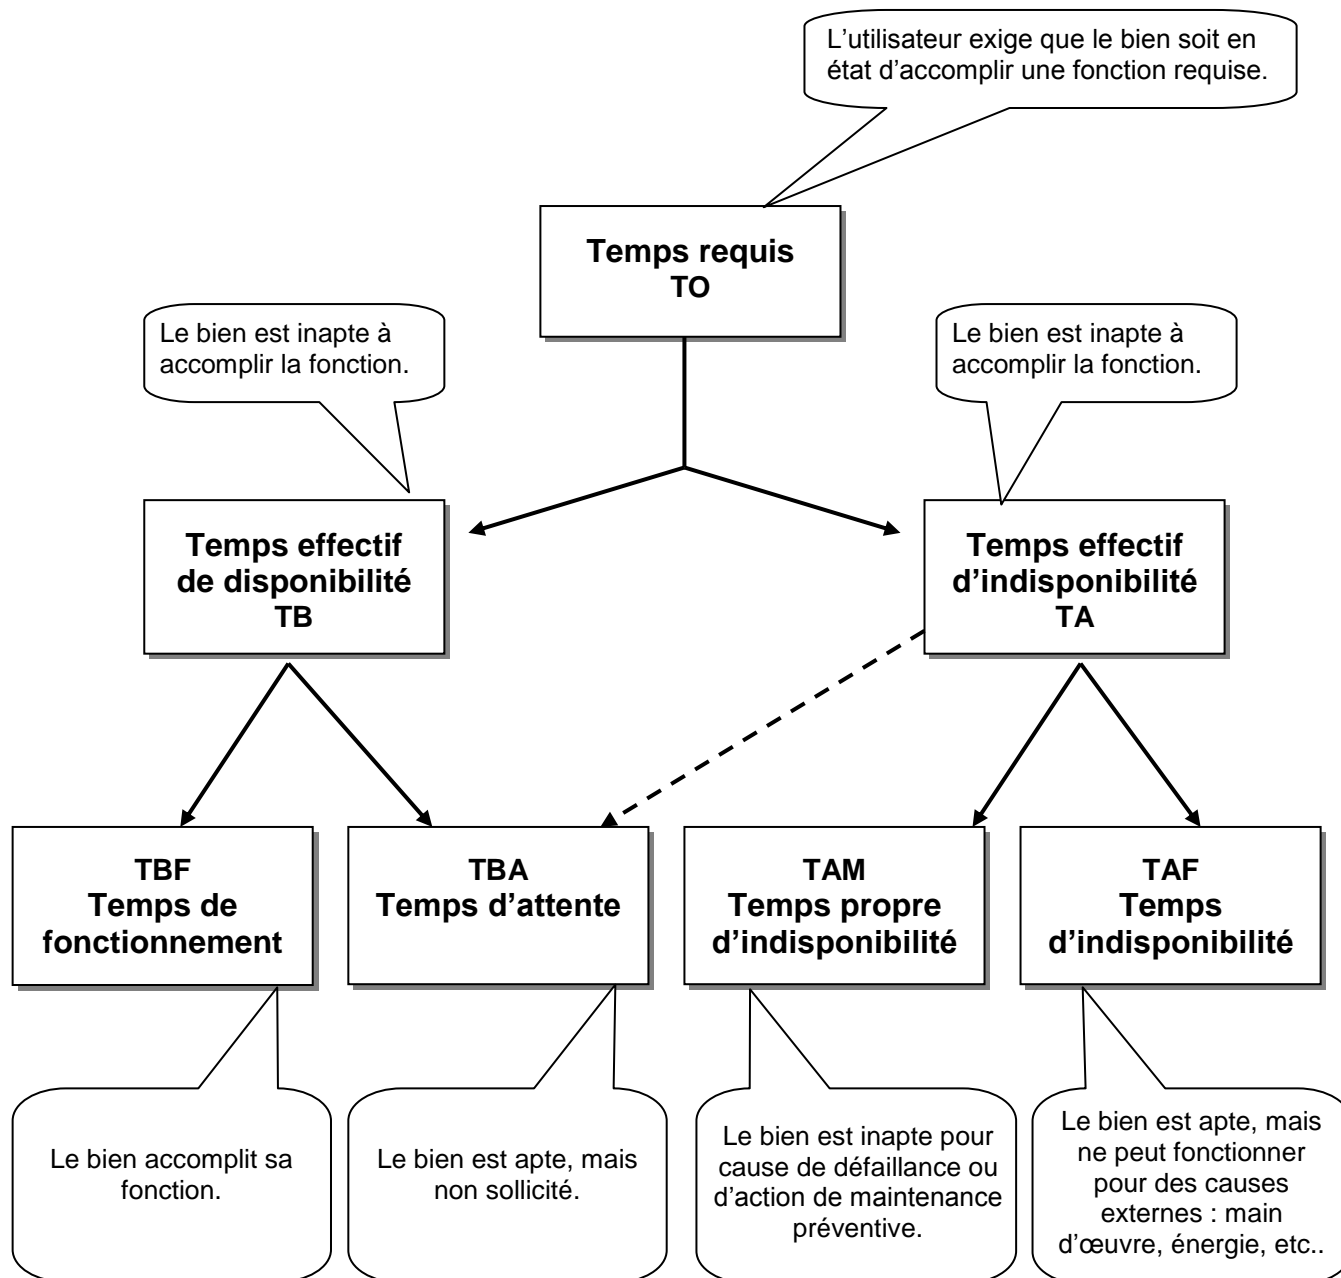 L’utilisateur exige que le bien soit en
état d’accomplir une fonction requise.
Temps requis
TO
Le bien est inapte à
accomplir la fonction.
Le bien est inapte à
accomplir la fonction.
Temps effectif
de disponibilité
TB
Temps effectif
d’indisponibilité
TA
TBF
Temps de
fonctionnement
TBA
Temps d’attente
TAM
Temps propre
d’indisponibilité
TAF
Temps
d’indisponibilité
Le bien accomplit sa
fonction.
Le bien est apte, mais
non sollicité.
Le bien est inapte pour
cause de défaillance ou
d’action de maintenance
préventive.
Le bien est apte, mais
ne peut fonctionner
pour des causes
externes : main
d’œuvre, énergie, etc..